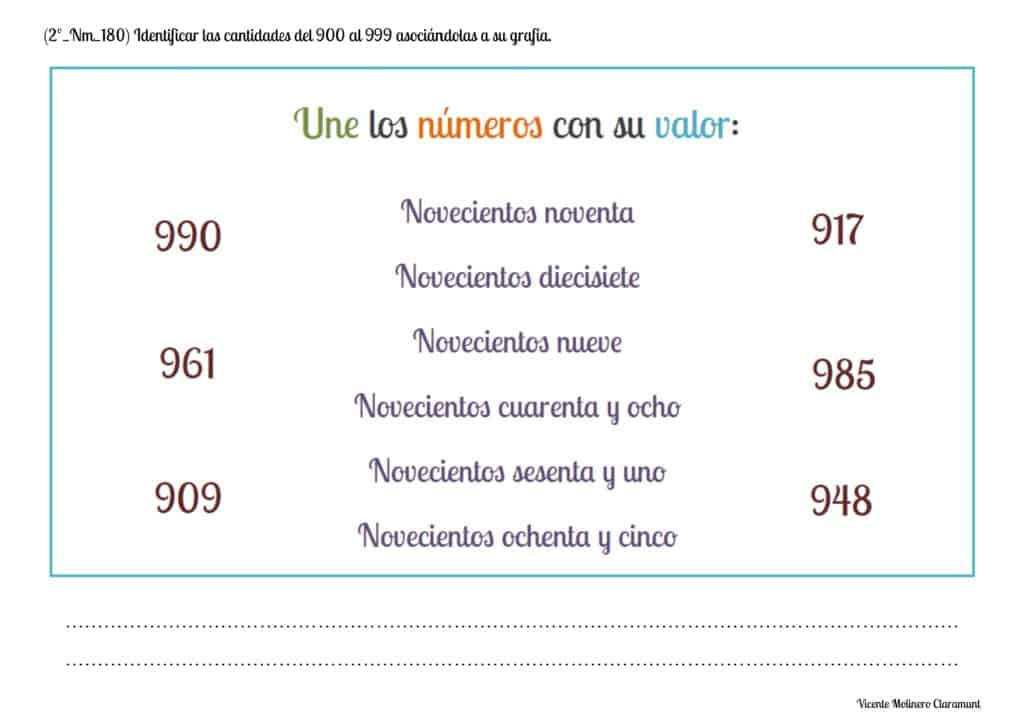 (2º_Nm_180) Identificar las cantidades del 900 al 999 asociándolas a su grafía.
Une los números con su valor:
990
Novecientos noventa
917
Novecientos diecisiete
961
Novecientos nueve
985
Novecientos cuarenta y ocho
909
Novecientos sesenta y uno
948
Novecientos ochenta y cinco
Vicente Molinero Claramunt